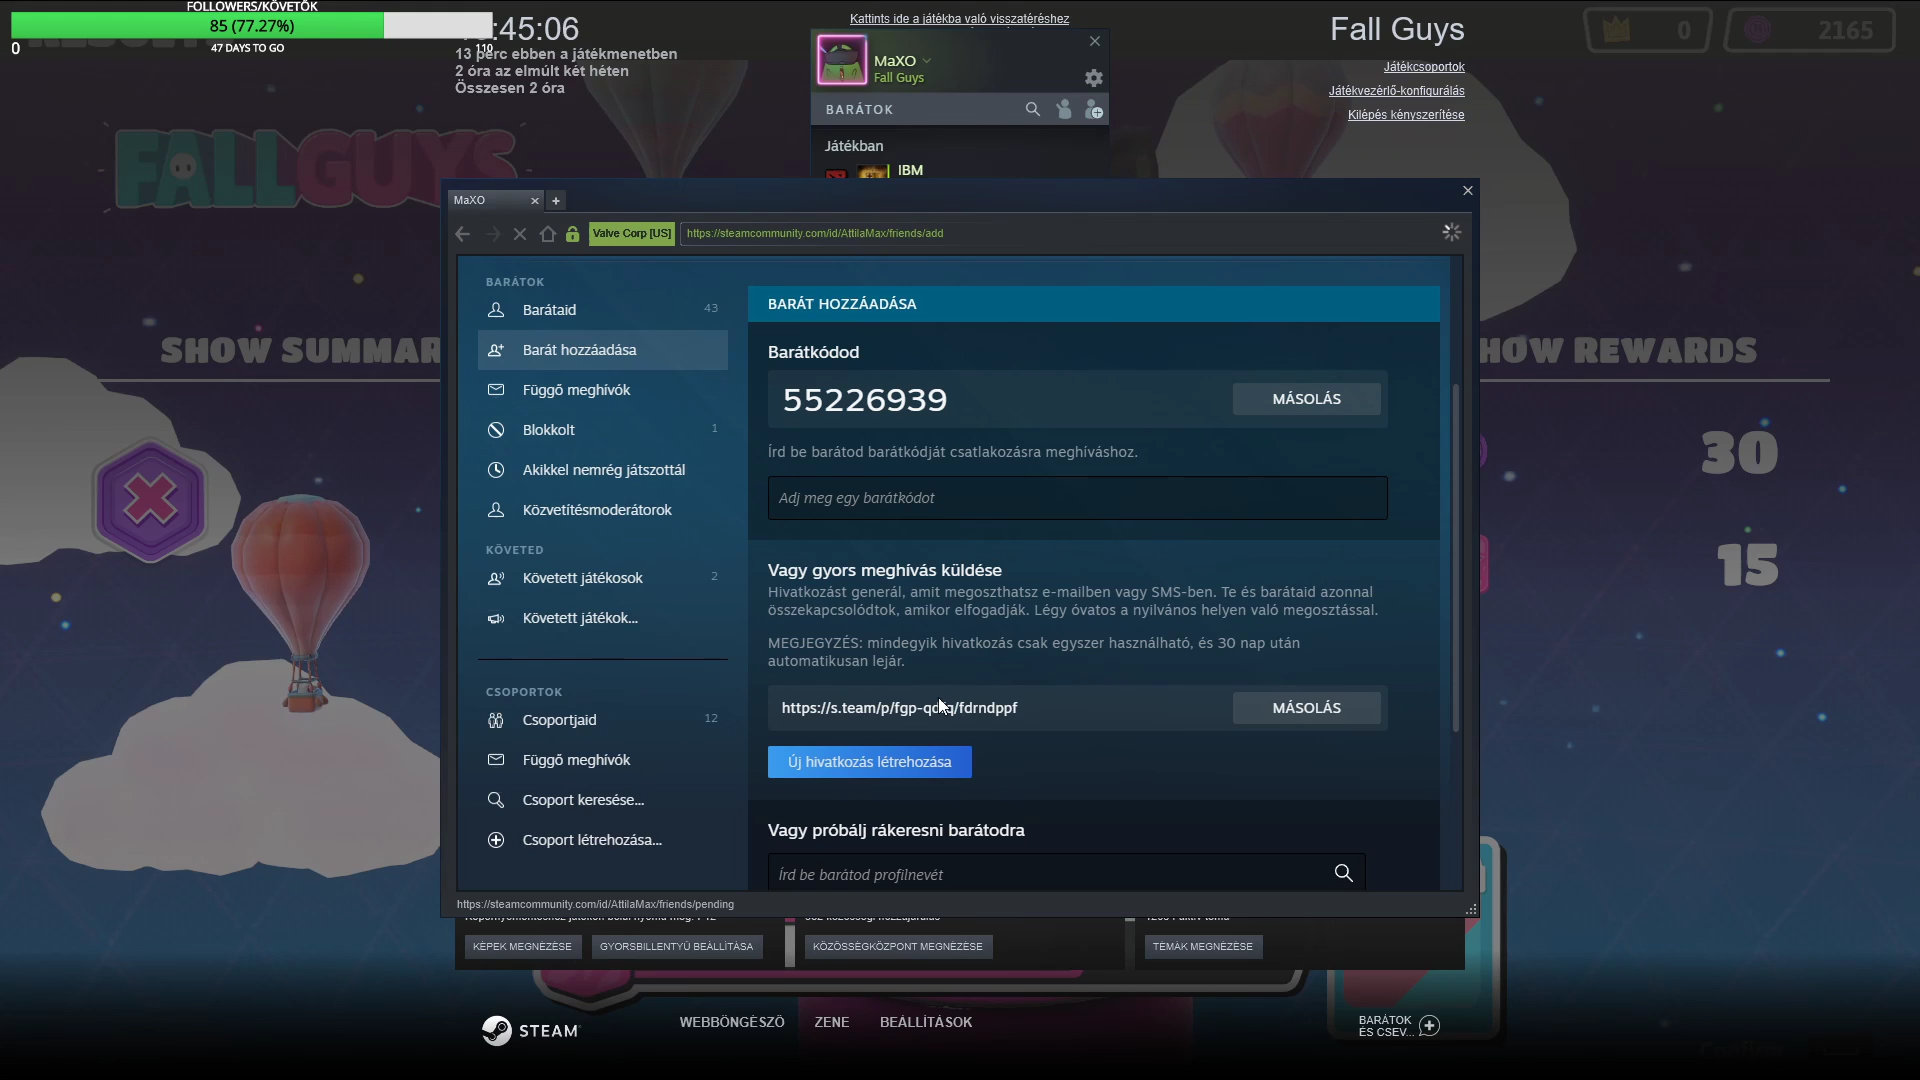 FOLLOWERS/KÖVETŐK
85 (77.27%)
0
47 DAYS TO GO
110
:45:06
13 perc ebben a játékmenetben
2 óra az elmúlt két héten
Összesen 2 óra
Kattints ide a játékba való visszatéréshez
MaXO
Fall Guys
BARÁTOK
Játékban
IBM
Fall Guys
Játékcsoportok
Játékvezérlő-konfigurálás
Kilépés kényszerítése
0
2165
FALL GUYS
SHOW SUMMAR
HOW REWARDS
30
15
MaXO
Valve Corp [US]
https://steamcommunity.com/id/AttilaMax/friends/add
BARÁTOK
Barátaid 43
Barát hozzáadása
Függő meghívók
Blokkolt 1
Akikkel nemrég játszottál
Közvetítésmoderátorok
KÖVETED
Követett játékosok 2
Követett játékok...
CSOPORTOK
Csoportjaid 12
Függő meghívók
Csoport keresése...
Csoport létrehozása...
BARÁT HOZZÁADÁSA
Barátkódod
55226939
MÁSOLÁS
Írd be barátod barátkódját csatlakozásra meghíváshoz.
Adj meg egy barátkódot
Vagy gyors meghívás küldése
Hivatkozást generál, amit megoszthatsz e-mailben vagy SMS-ben. Te és barátaid azonnal
összekapcsolódtok, amikor elfogadják. Légy óvatos a nyilvános helyen való megosztással.
MEGJEGYZÉS: mindegyik hivatkozás csak egyszer használható, és 30 nap után
automatikusan lejár.
MÁSOLÁS
Új hivatkozás létrehozása
Vagy próbálj rákeresni barátodra
Írd be barátod profilnevét
https://steamcommunity.com/id/AttilaMax/friends/pending
KÉPEK MEGNÉZÉSE
GYORSBILLENTYŰ BEÁLLÍTÁSA
KÖZÖSSÉGKÖZPONT MEGNÉZÉSE
TÉMÁK MEGNÉZÉSE
STEAM
WEBBÖNGÉSZŐ
ZENE
BEÁLLÍTÁSOK
BARÁTOK
ÉS CSEV...